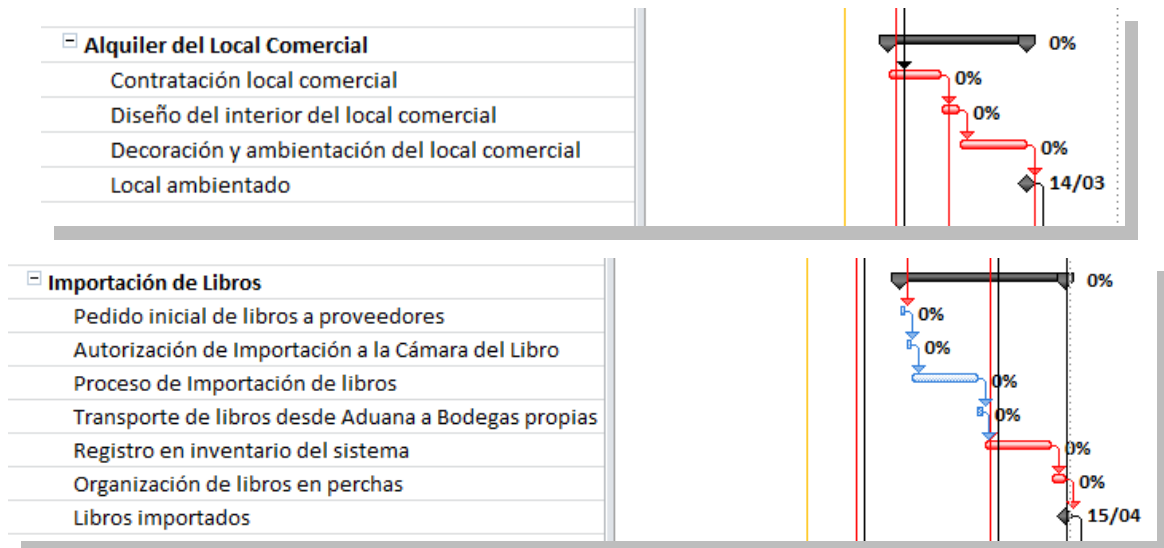 Alquiler del Local Comercial 0%
Contratación local comercial 0%
Diseño del interior del local comercial 0%
Decoración y ambientación del local comercial 0%
Local ambientado 14/03
Importación de Libros 0%
Pedido inicial de libros a proveedores 0%
Autorización de Importación a la Cámara del Libro 0%
Proceso de Importación de libros 0%
Transporte de libros desde Aduana a Bodegas propias 0%
Registro en inventario del sistema 0%
Organización de libros en perchas 0%
Libros importados 15/04